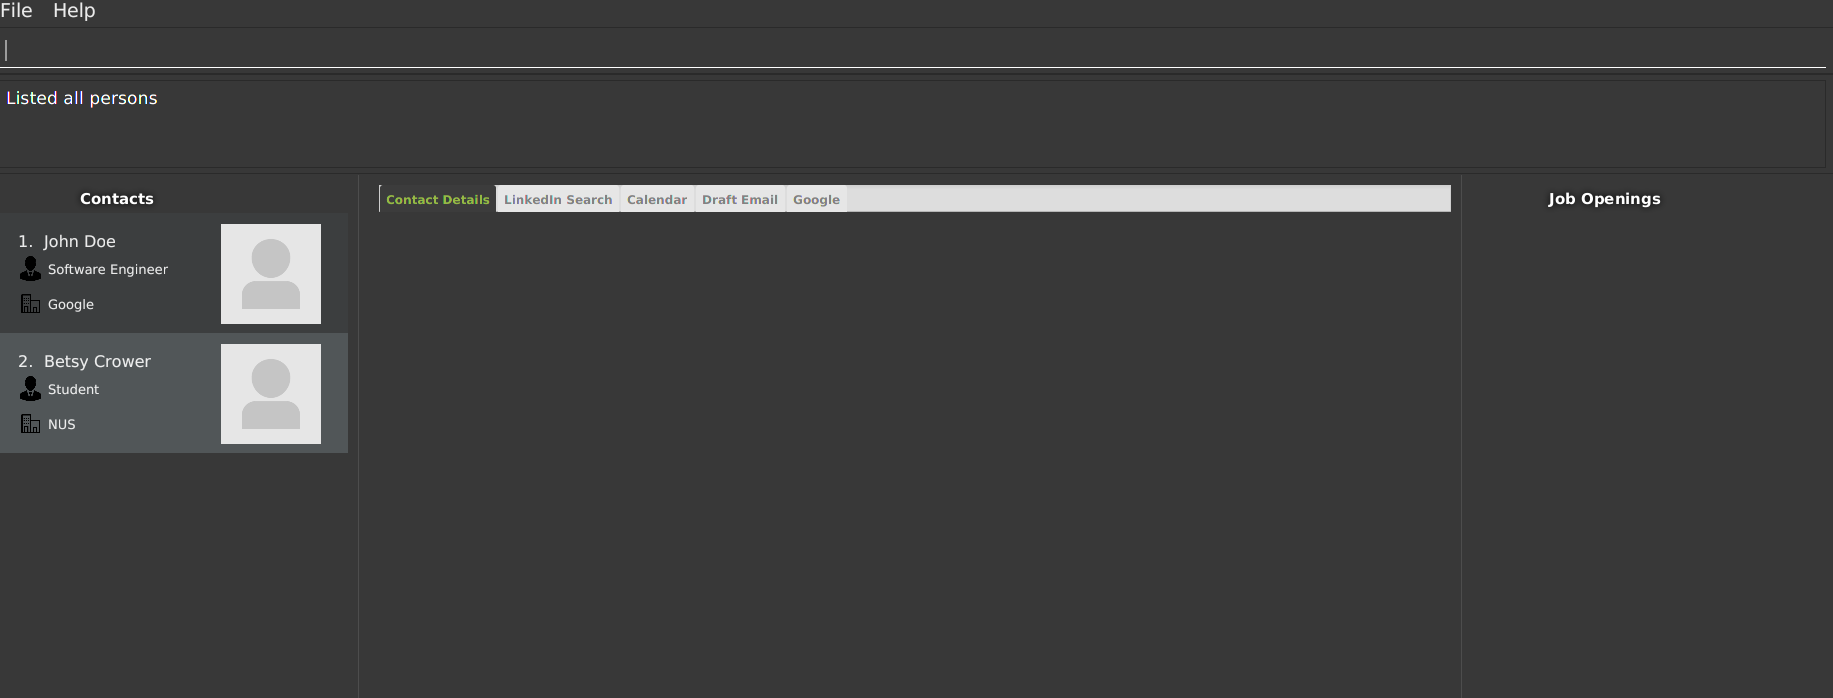 File Help
Listed all persons
Contacts
Contact Details LinkedIn Search Calendar Draft Email Google
Job Openings
1. John Doe
Software Engineer
Google
2. Betsy Crower
Student
NUS